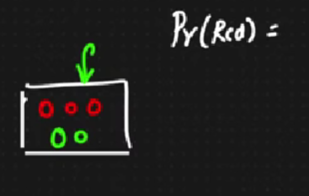 Pr(Red) =